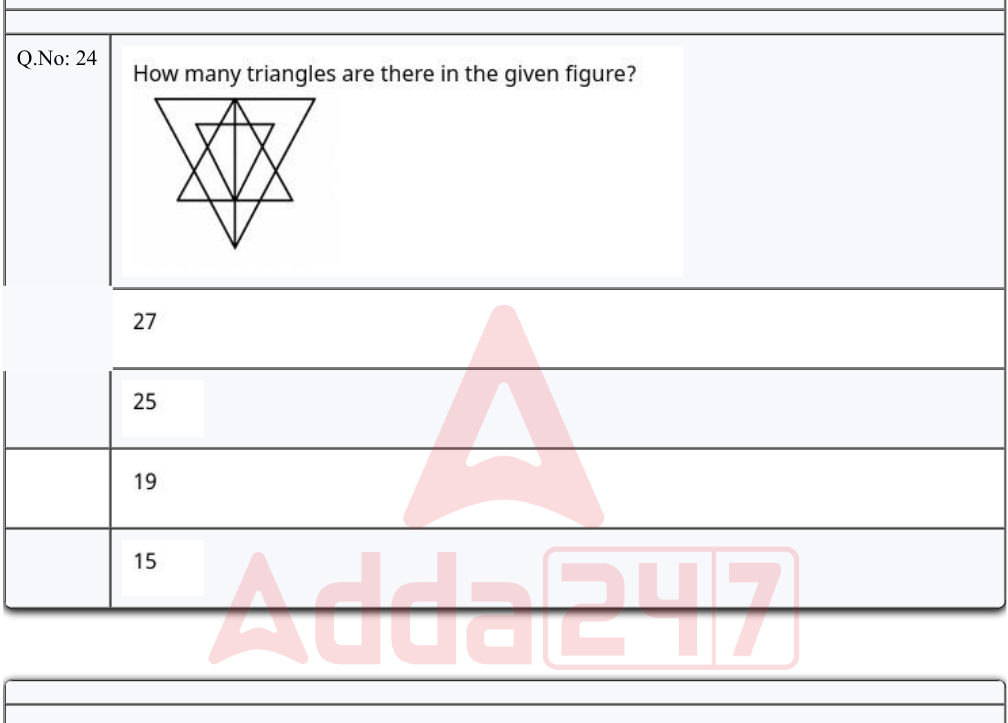 Q.No: 24
How many triangles are there in the given figure?
27
25
19
15
Adda247